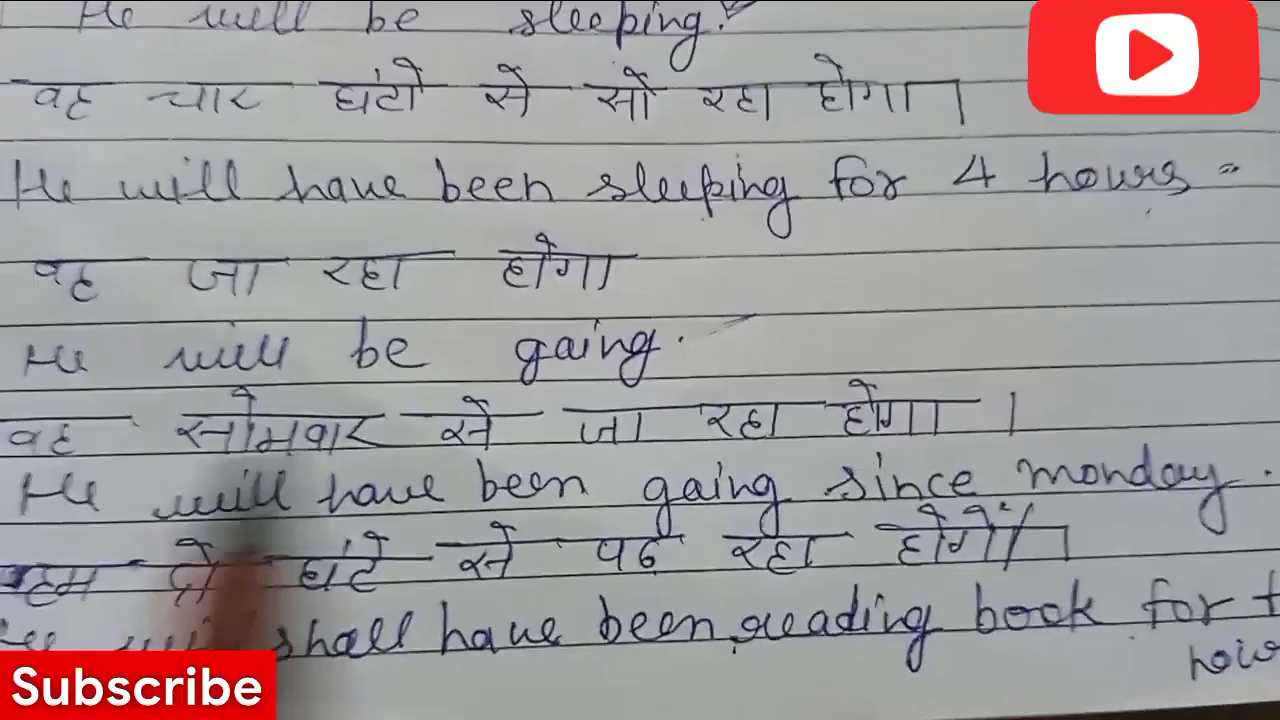 He will be sleeping.
वह चार घंटों से सो रहा होगा।
He will have been sleeping for 4 hours
वह जा रहा होगा
He will be gaing.
वह सोमवार से जा रहा होगा।
He will have been gaing since monday.
हम दो घंटे से पढ रहा होगें।
shall have been reading book for
Subscribe